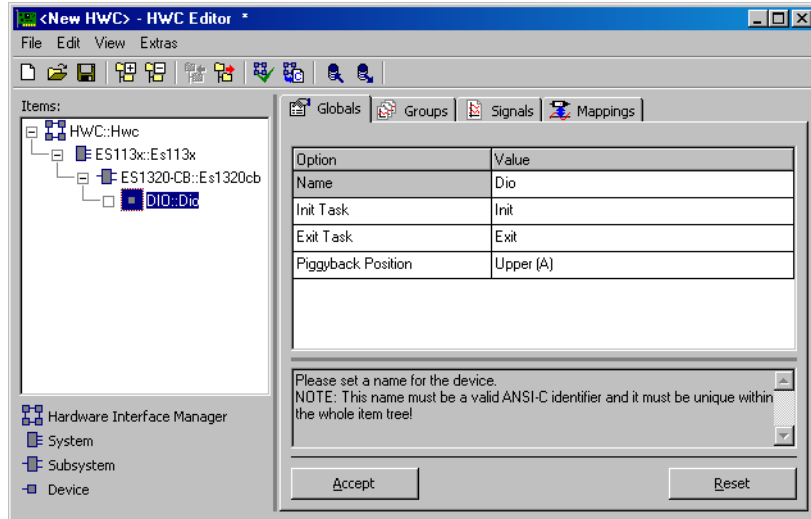 <New HWC> - HWC Editor *
File Edit View Extras
Items:
HWC::Hwc
ES113x::Es113x
ES1320-CB::Es1320cb
DIO::Dio
Hardware Interface Manager
System
Subsystem
Device
Globals Groups Signals Mappings
Option Value
Name Dio
Init Task Init
Exit Task Exit
Piggyback Position Upper (A)
Please set a name for the device.
NOTE: This name must be a valid ANSI-C identifier and it must be unique within
the whole item tree!
Accept Reset